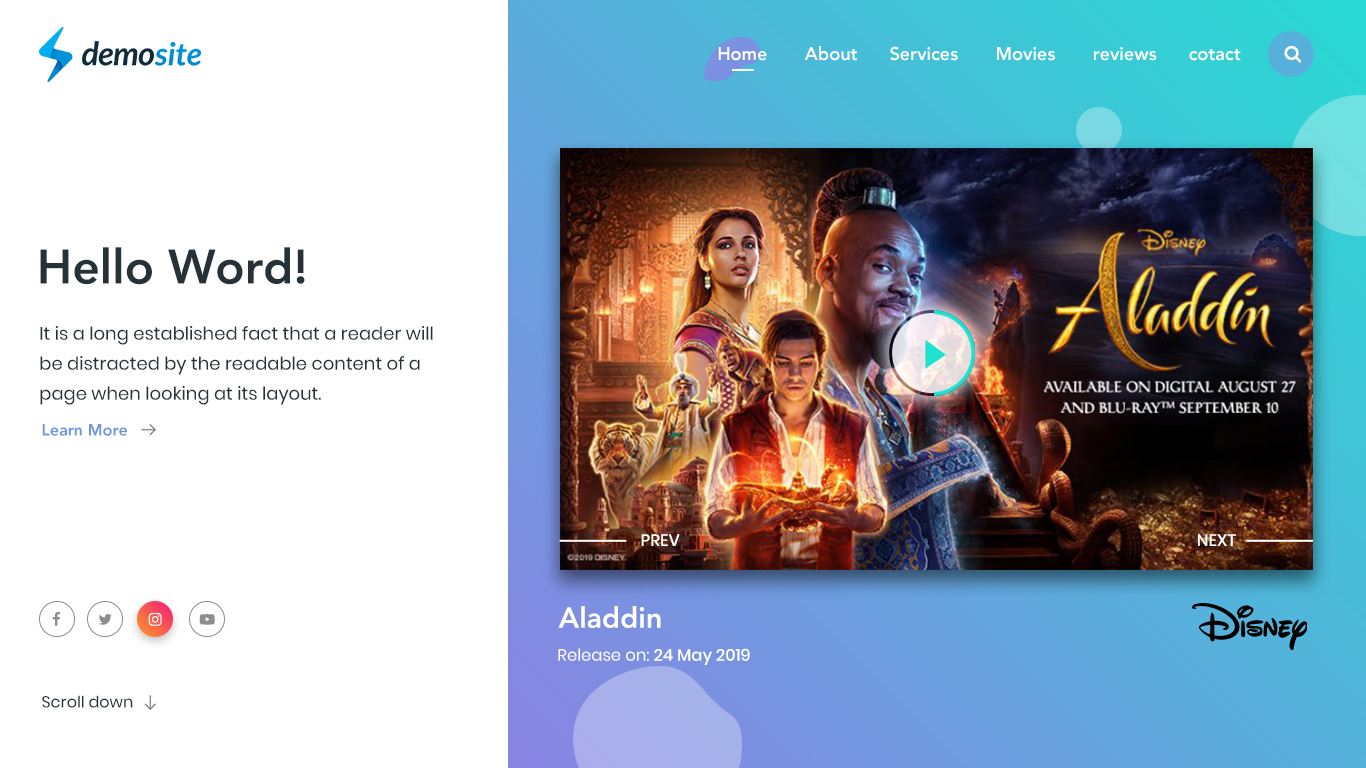 demosite
Home About Services Movies reviews cotact
Hello Word!
It is a long established fact that a reader will
be distracted by the readable content of a
page when looking at its layout.
Learn More
Scroll down
Disney
Aladdin
AVAILABLE ON DIGITAL AUGUST 27
AND BLU-RAY™ SEPTEMBER 10
PREV NEXT
©2019 DISNEY.
Aladdin
Release on: 24 May 2019
Disney